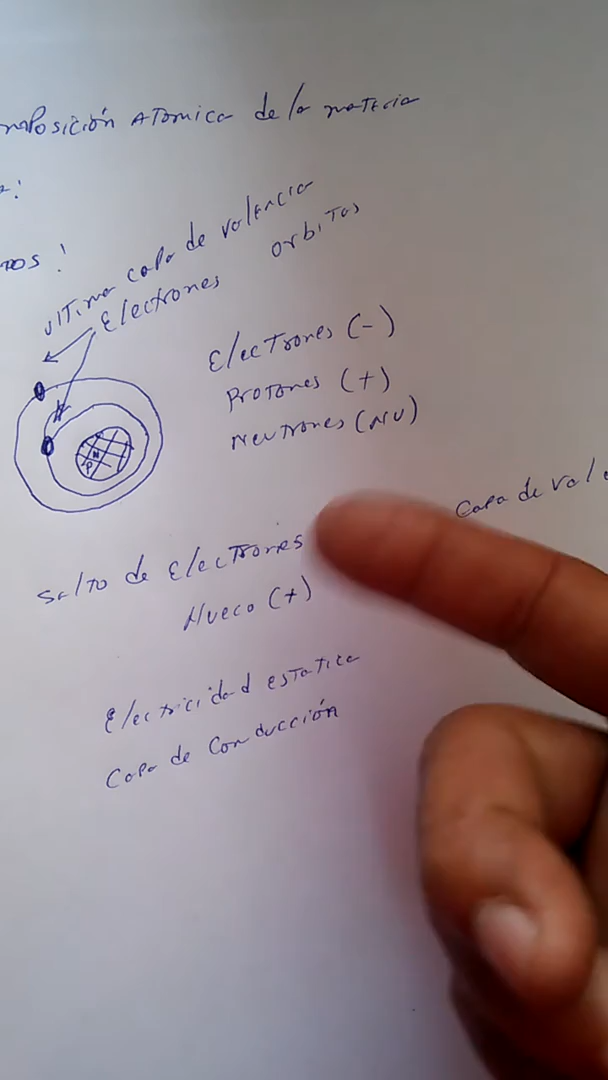 mposición Atomica de la materia
a:
tos!
ultima capa de valencia
Electrones orbitas
Electrones (-)
Protones (+)
Neutrones (NU)
N
P
Capa de val
Salto de Electrones
Hueco (+)
Electricidad estatica
Capa de Conducción